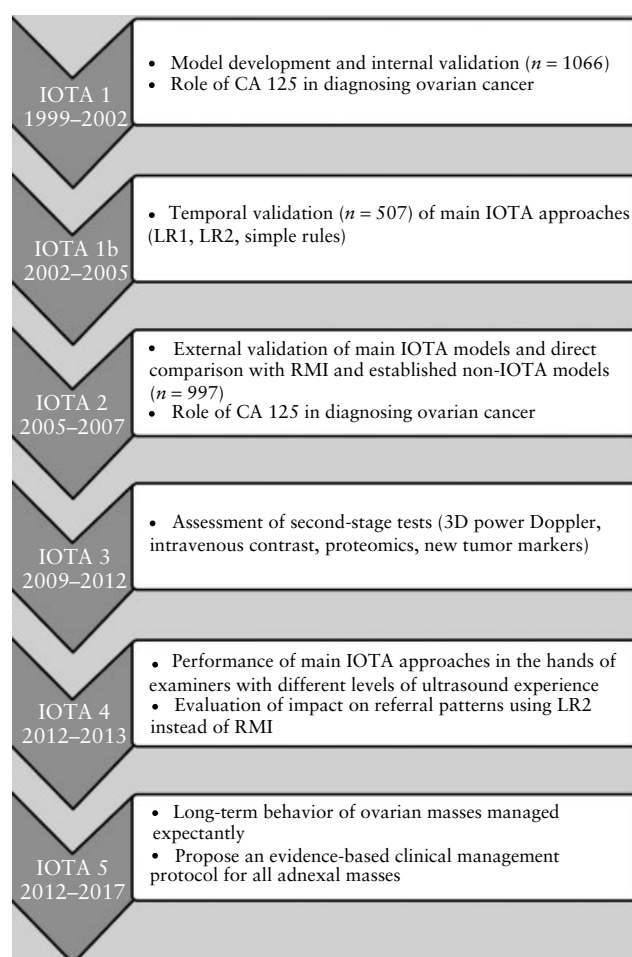 IOTA 1
1999–2002
• Model development and internal validation (n = 1066)
• Role of CA 125 in diagnosing ovarian cancer
IOTA 1b
2002–2005
• Temporal validation (n = 507) of main IOTA approaches
(LR1, LR2, simple rules)
IOTA 2
2005–2007
• External validation of main IOTA models and direct
comparison with RMI and established non-IOTA models
(n = 997)
• Role of CA 125 in diagnosing ovarian cancer
IOTA 3
2009–2012
• Assessment of second-stage tests (3D power Doppler,
intravenous contrast, proteomics, new tumor markers)
IOTA 4
2012–2013
• Performance of main IOTA approaches in the hands of
examiners with different levels of ultrasound experience
• Evaluation of impact on referral patterns using LR2
instead of RMI
IOTA 5
2012–2017
• Long-term behavior of ovarian masses managed
expectantly
• Propose an evidence-based clinical management
protocol for all adnexal masses